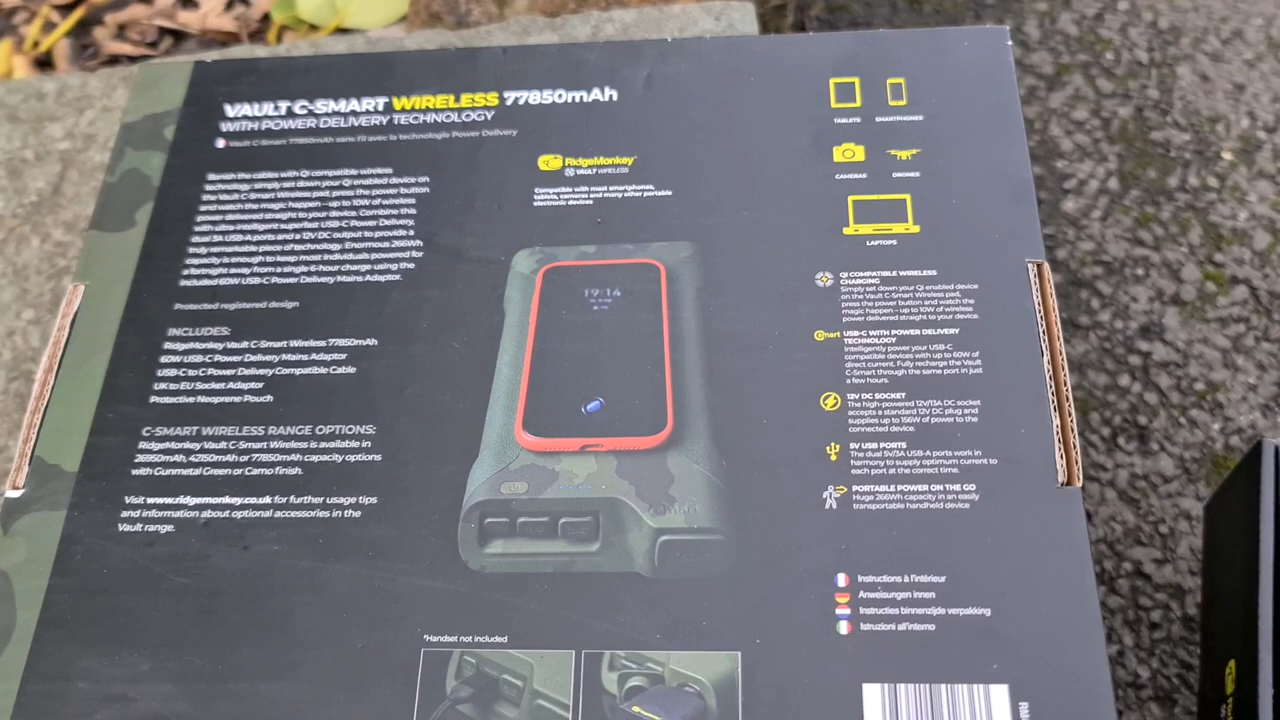 VAULT C-SMART WIRELESS 77850mAh
WITH POWER DELIVERY TECHNOLOGY
Vault C-Smart 77850mAh sans fil avec la technologie Power Delivery
Banish the cables with Qi compatible wireless
technology: simply set down your Qi enabled device on
the Vault C-Smart Wireless pad, press the power button
and watch the magic happen – up to 10W of wireless
power delivered straight to your device. Combine this
with ultra-intelligent superfast USB-C Power Delivery,
dual 3A USB-A ports and a 12V DC output to provide a
truly remarkable piece of technology. Enormous 266Wh
capacity is enough to keep most individuals powered for
a fortnight away from a single 6-hour charge using the
included 60W USB-C Power Delivery Mains Adaptor.
Protected registered design
INCLUDES:
RidgeMonkey Vault C-Smart Wireless 77850mAh
60W USB-C Power Delivery Mains Adaptor
USB-C to C Power Delivery Compatible Cable
UK to EU Socket Adaptor
Protective Neoprene Pouch
C-SMART WIRELESS RANGE OPTIONS:
RidgeMonkey Vault C-Smart Wireless is available in
26950mAh, 42150mAh or 77850mAh capacity options
with Gunmetal Green or Camo finish.
Visit www.ridgemonkey.co.uk for further usage tips
and information about optional accessories in the
Vault range.
RidgeMonkey
VAULT WIRELESS
Compatible with most smartphones,
tablets, cameras and many other portable
electronic devices
19:14
*Handset not included
TABLETS
SMARTPHONES
CAMERAS
DRONES
LAPTOPS
QI COMPATIBLE WIRELESS
CHARGING
Simply set down your Qi enabled device
on the Vault C-Smart Wireless pad,
press the power button and watch the
magic happen – up to 10W of wireless
power delivered straight to your device.
Smart USB-C WITH POWER DELIVERY
TECHNOLOGY
Intelligently power your USB-C
compatible devices with up to 60W of
direct current. Fully recharge the Vault
C-Smart through the same port in just
a few hours.
12V DC SOCKET
The high-powered 12V/13A DC socket
accepts a standard 12V DC plug and
supplies up to 156W of power to the
connected device.
5V USB PORTS
The dual 5V/3A USB-A ports work in
harmony to supply optimum current to
each port at the correct time.
PORTABLE POWER ON THE GO
Huge 266Wh capacity in an easily
transportable handheld device
Instructions à l'intérieur
Anweisungen innen
Instructies binnenzijde verpakking
Istruzioni all'interno